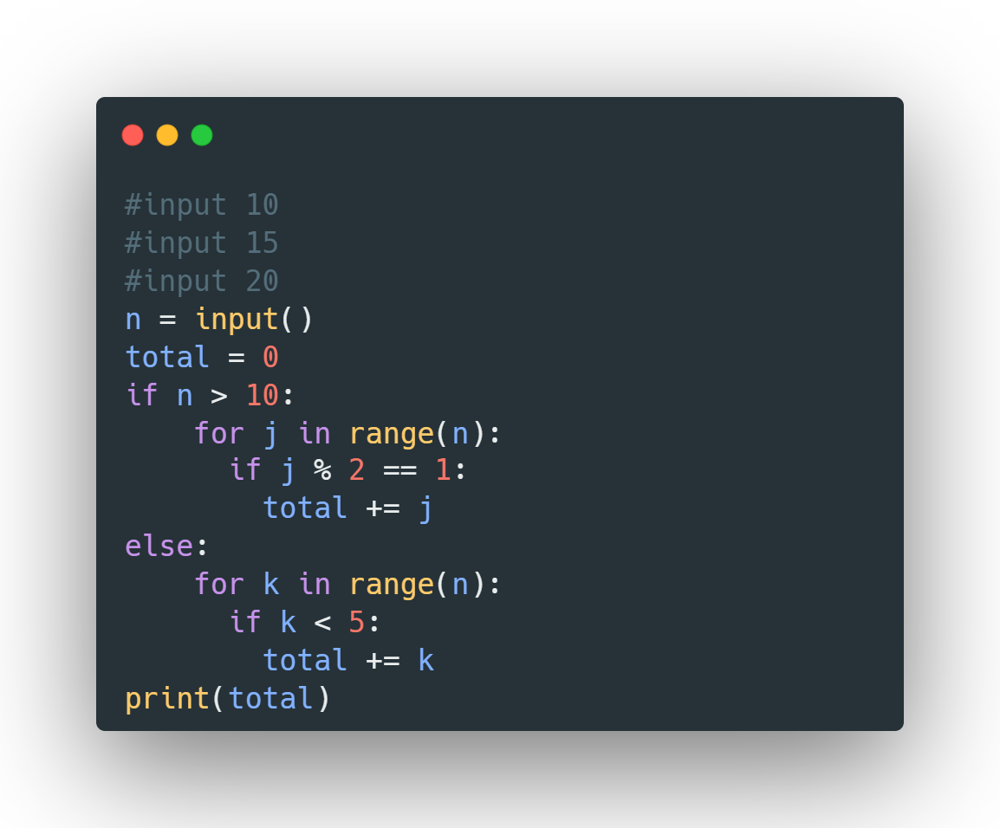 #input 10
#input 15
#input 20
n = input()
total = 0
if n > 10:
    for j in range(n):
      if j % 2 == 1:
        total += j
else:
    for k in range(n):
      if k < 5:
        total += k
print(total)